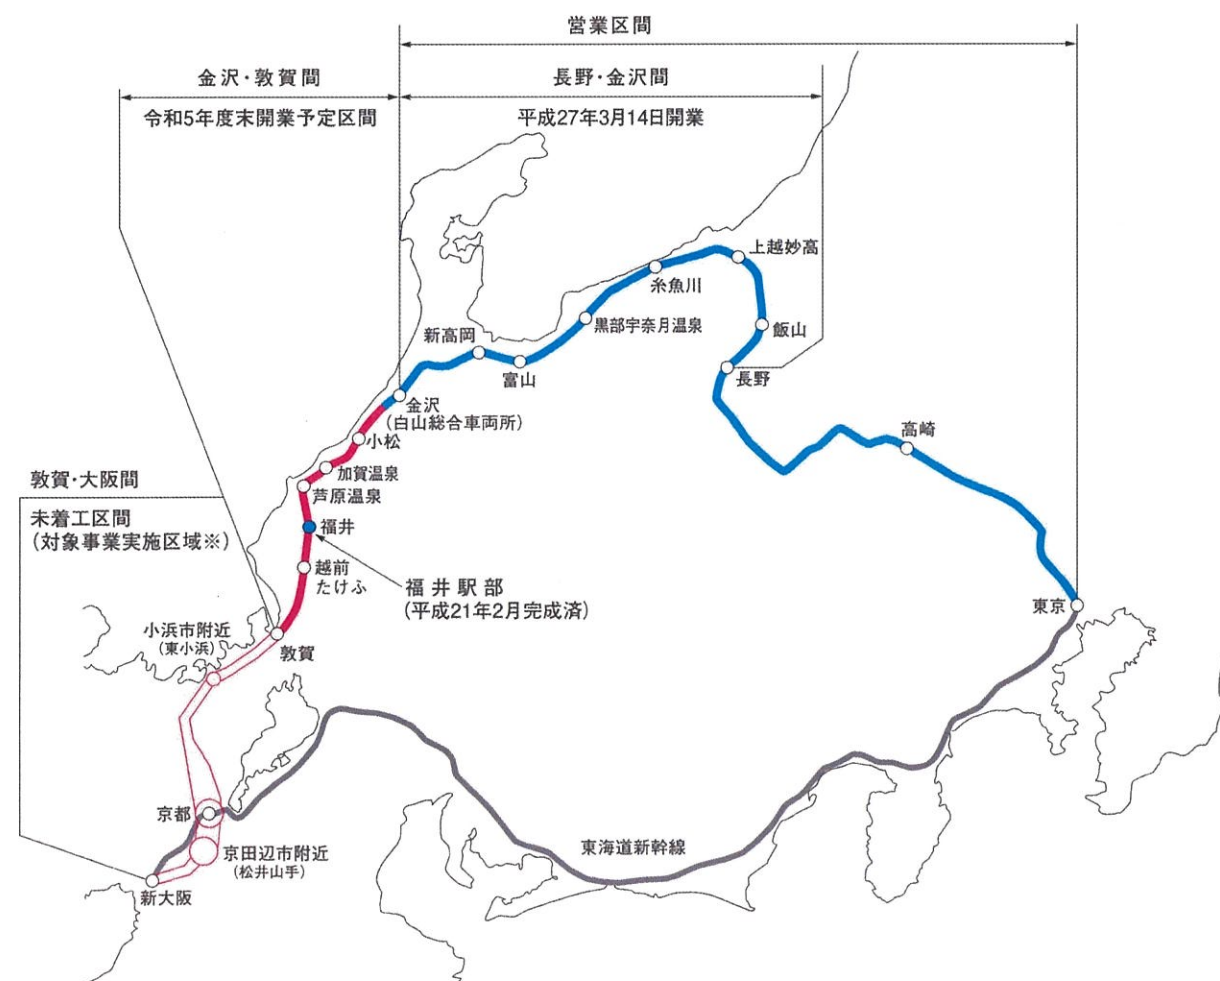 営業区間
金沢・敦賀間
長野・金沢間
令和5年度末開業予定区間
平成27年3月14日開業
上越妙高
糸魚川
黒部宇奈月温泉
飯山
新高岡
富山
長野
金沢
(白山総合車両所)
高崎
小松
加賀温泉
芦原温泉
敦賀・大阪間
未着工区間
(対象事業実施区域※)
福井
越前
たけふ
福井駅部
(平成21年2月完成済)
東京
小浜市附近
(東小浜)
敦賀
京都
京田辺市附近
(松井山手)
東海道新幹線
新大阪